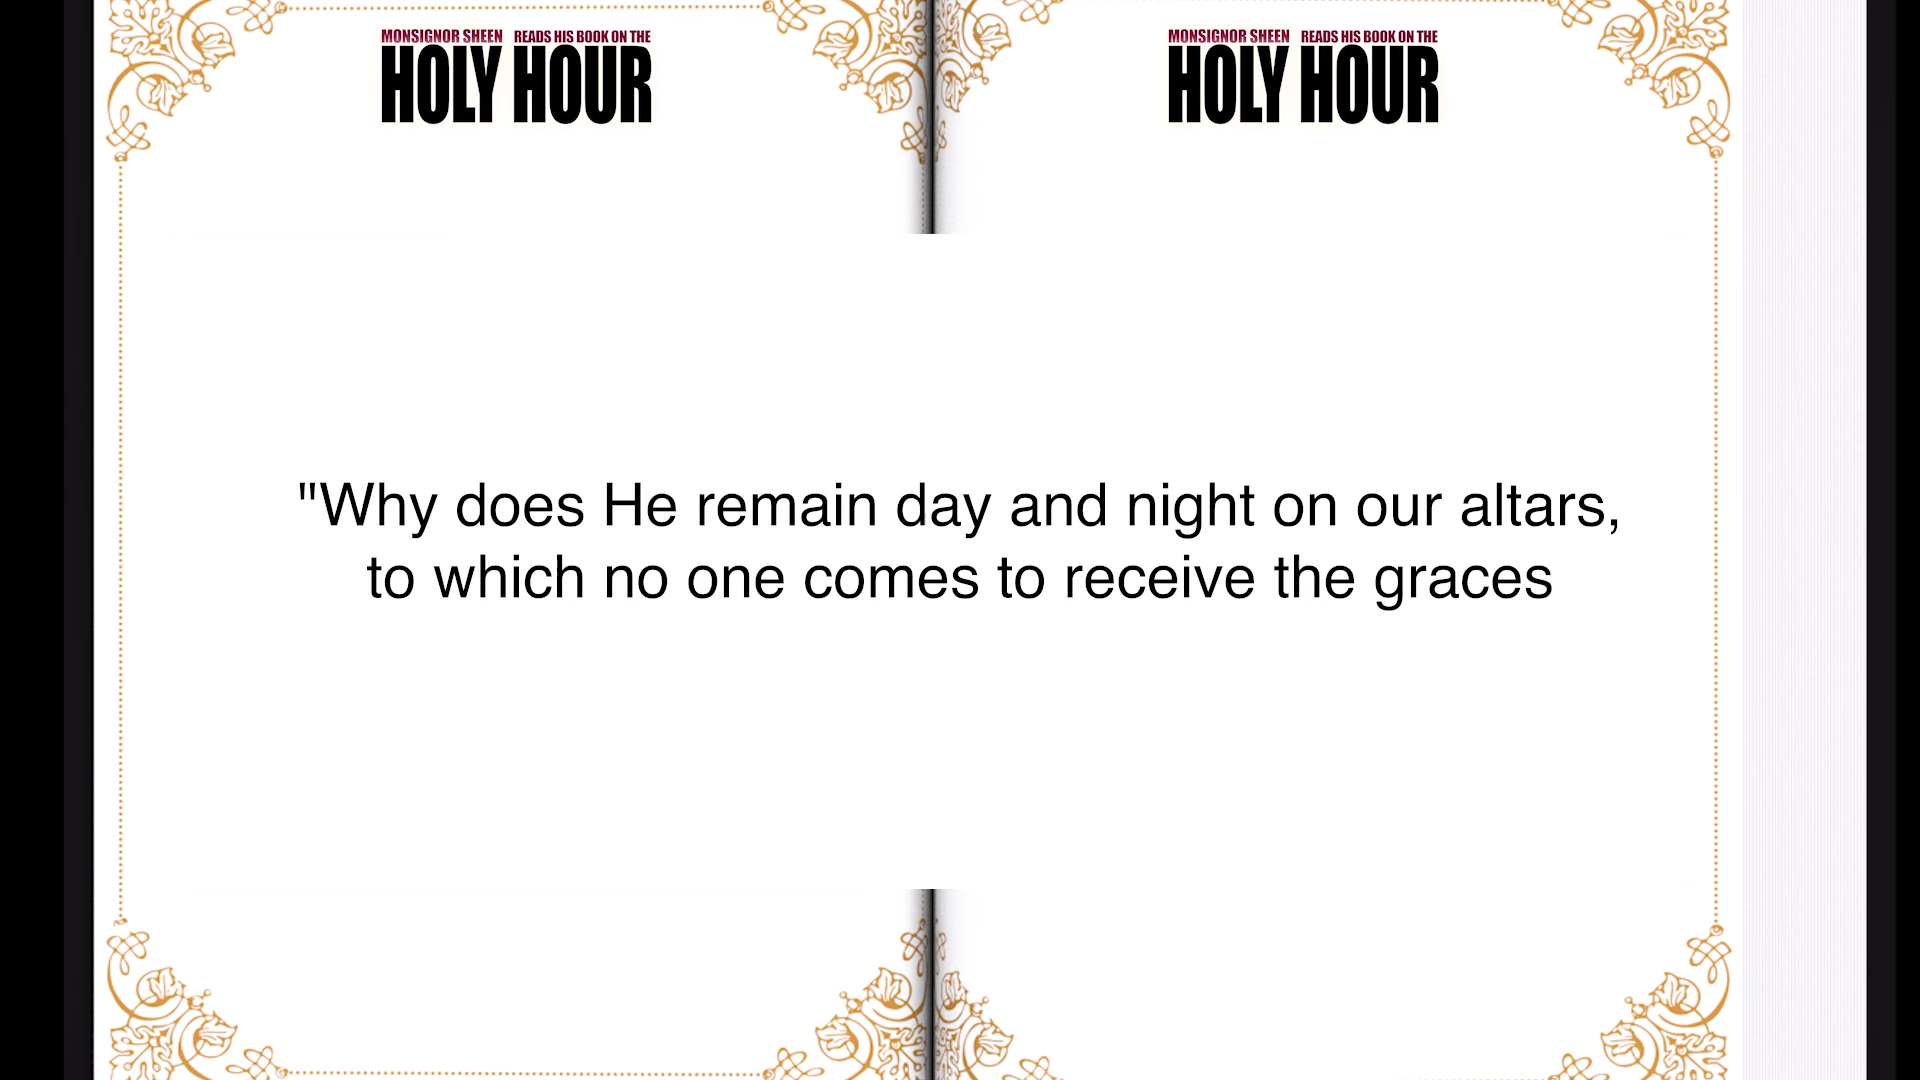 MONSIGNOR SHEEN READS HIS BOOK ON THE
HOLY HOUR
MONSIGNOR SHEEN READS HIS BOOK ON THE
HOLY HOUR
"Why does He remain day and night on our altars,
to which no one comes to receive the graces